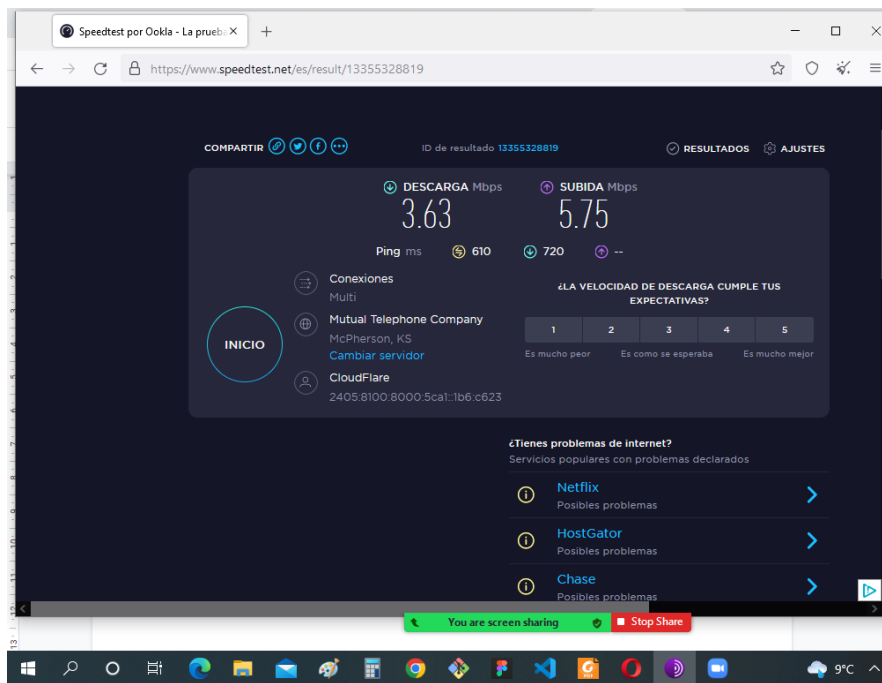 Speedtest por Ookla - La prueba
https://www.speedtest.net/es/result/13355328819
COMPARTIR
ID de resultado 13355328819
RESULTADOS
AJUSTES
DESCARGA Mbps
3.63
SUBIDA Mbps
5.75
Ping ms 610 720 --
Conexiones
Multi
Mutual Telephone Company
McPherson, KS
Cambiar servidor
CloudFlare
2405:8100:8000:5ca1::1b6:c623
INICIO
¿LA VELOCIDAD DE DESCARGA CUMPLE TUS
EXPECTATIVAS?
1 2 3 4 5
Es mucho peor Es como se esperaba Es mucho mejor
¿Tienes problemas de internet?
Servicios populares con problemas declarados
Netflix
Posibles problemas
HostGator
Posibles problemas
Chase
Posibles problemas
You are screen sharing
Stop Share
9°C